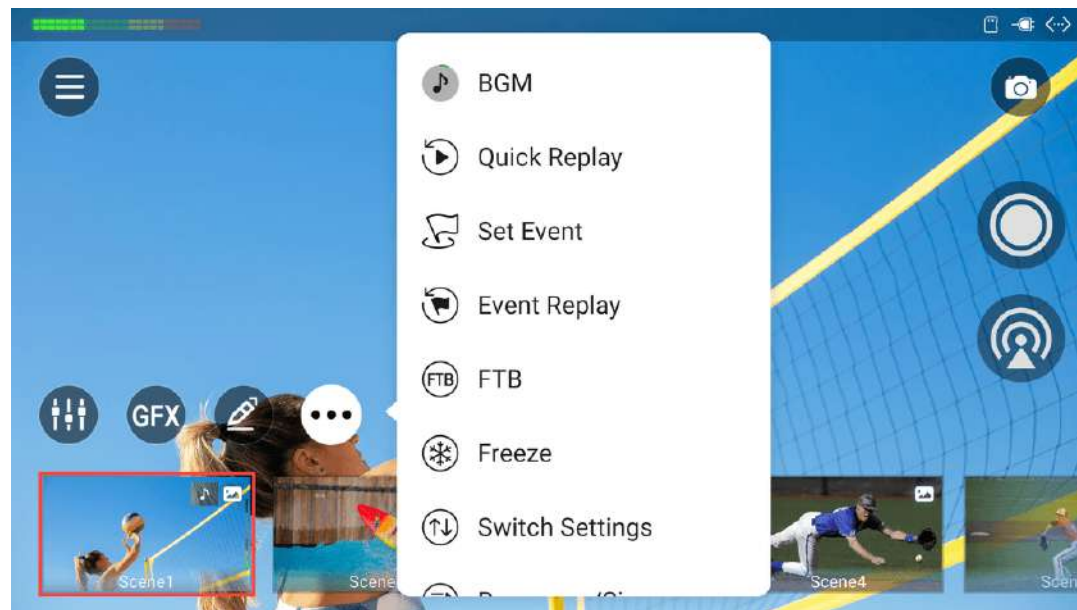 BGM
Quick Replay
Set Event
Event Replay
FTB FTB
GFX
Freeze
Switch Settings
Scene1
Scene4